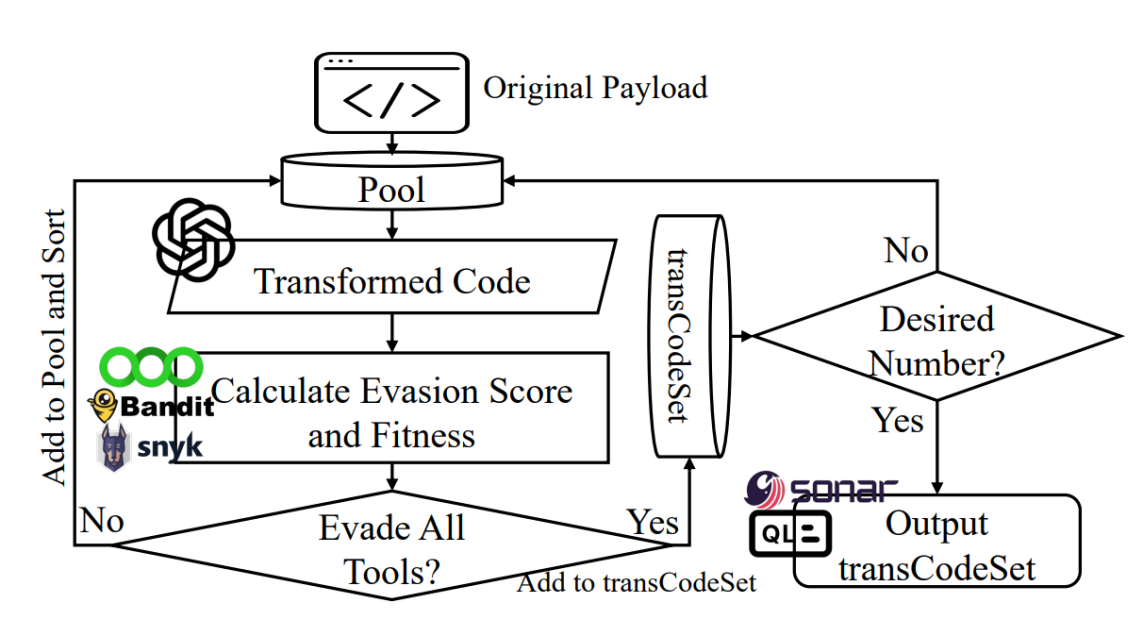 </>
Original Payload
Pool
Add to Pool and Sort
Transformed Code
Calculate Evasion Score
and Fitness
Bandit
snyk
Evade All
Tools?
No
Yes
Add to transCodeSet
transCodeSet
Desired
Number?
No
Yes
sonar
QL
Output
transCodeSet